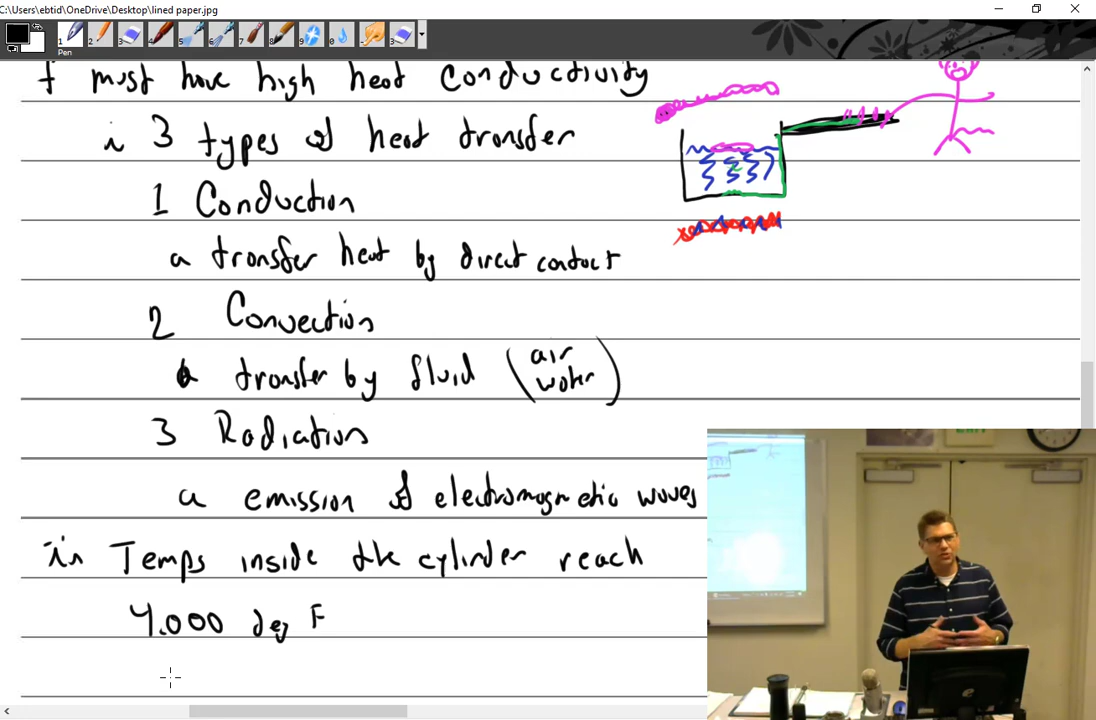 C:\Users\ebtid\OneDrive\Desktop\lined paper.jpg
Pen
f must have high heat conductivity
i 3 types of heat transfer
1 Conduction
a transfer heat by direct contact
2 Convection
a transfer by fluid (air water)
3 Radiation
a emission of electromagnetic waves
ii Temps inside the cylinder reach
4,000 deg F